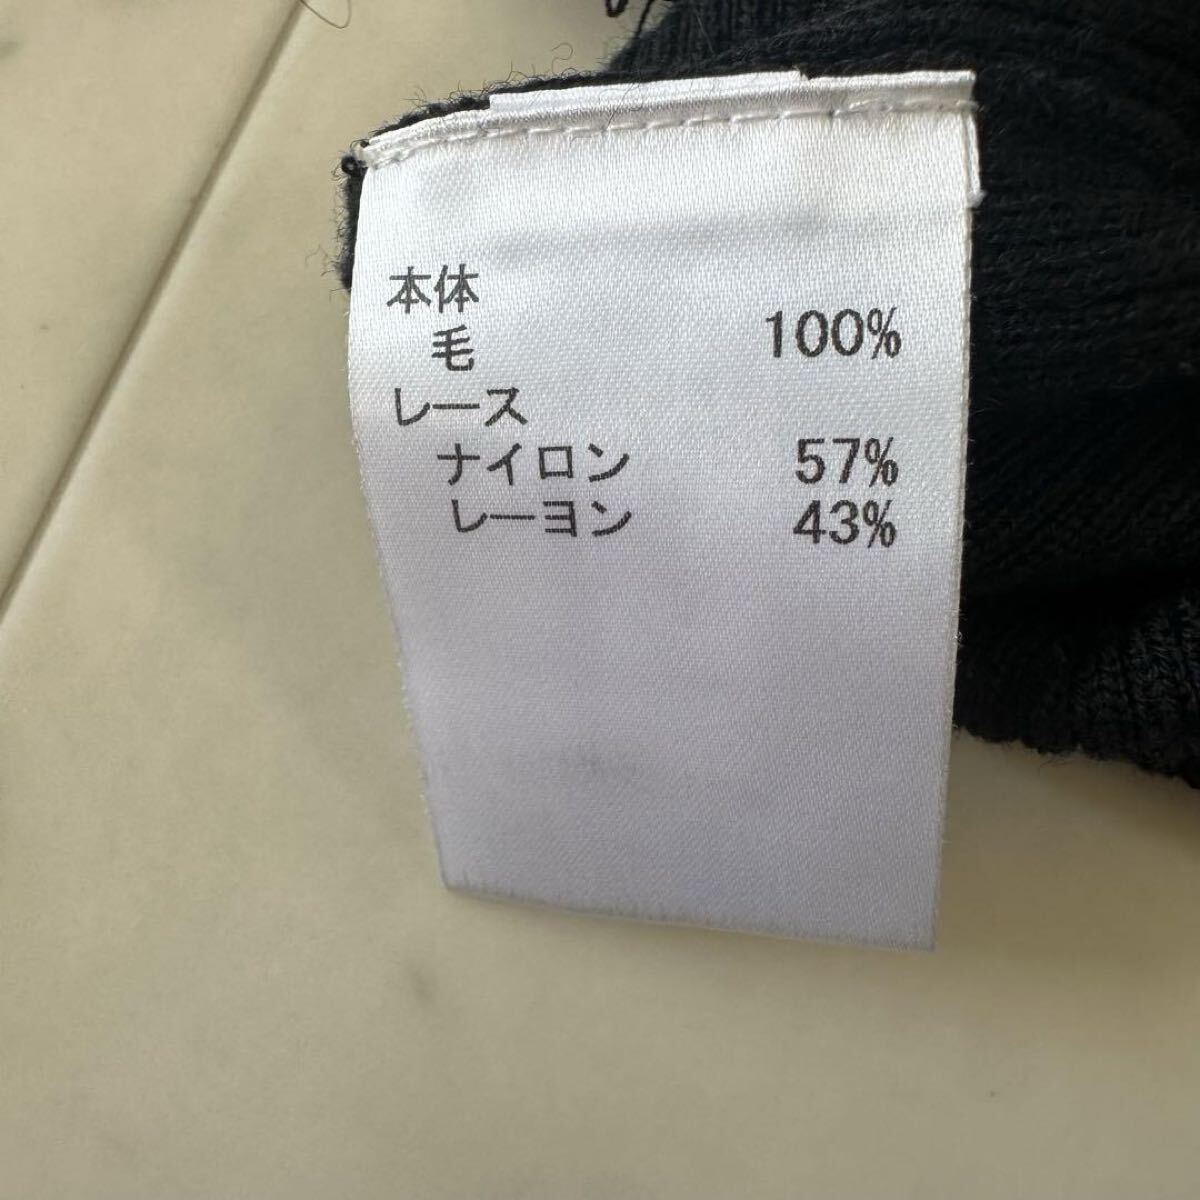 本体
毛 100%
レース
ナイロン 57%
レーヨン 43%